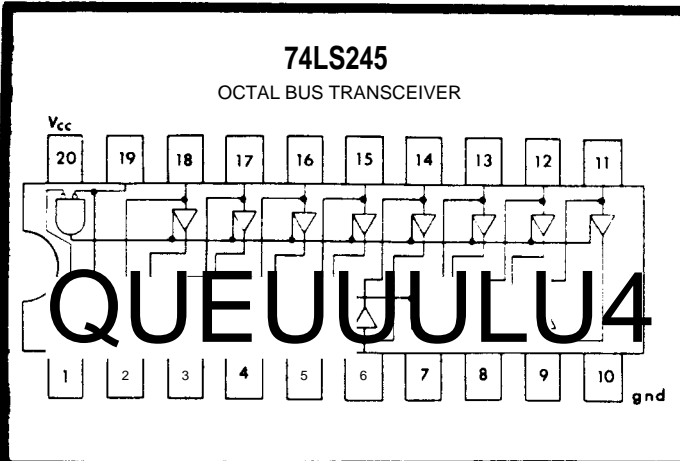 74LS245
OCTAL BUS TRANSCEIVER
Vcc
20 19 18 17 16 15 14 13 12 11
QUEUUULU4
1 2 3 4 5 6 7 8 9 10
gnd